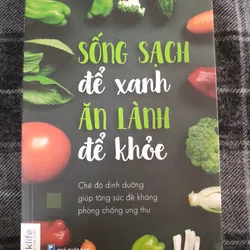 SỐNG SẠCH
để xanh
ĂN LÀNH
để khỏe
Chế độ dinh dưỡng
giúp tăng sức đề kháng
phòng chống ung thư
klife